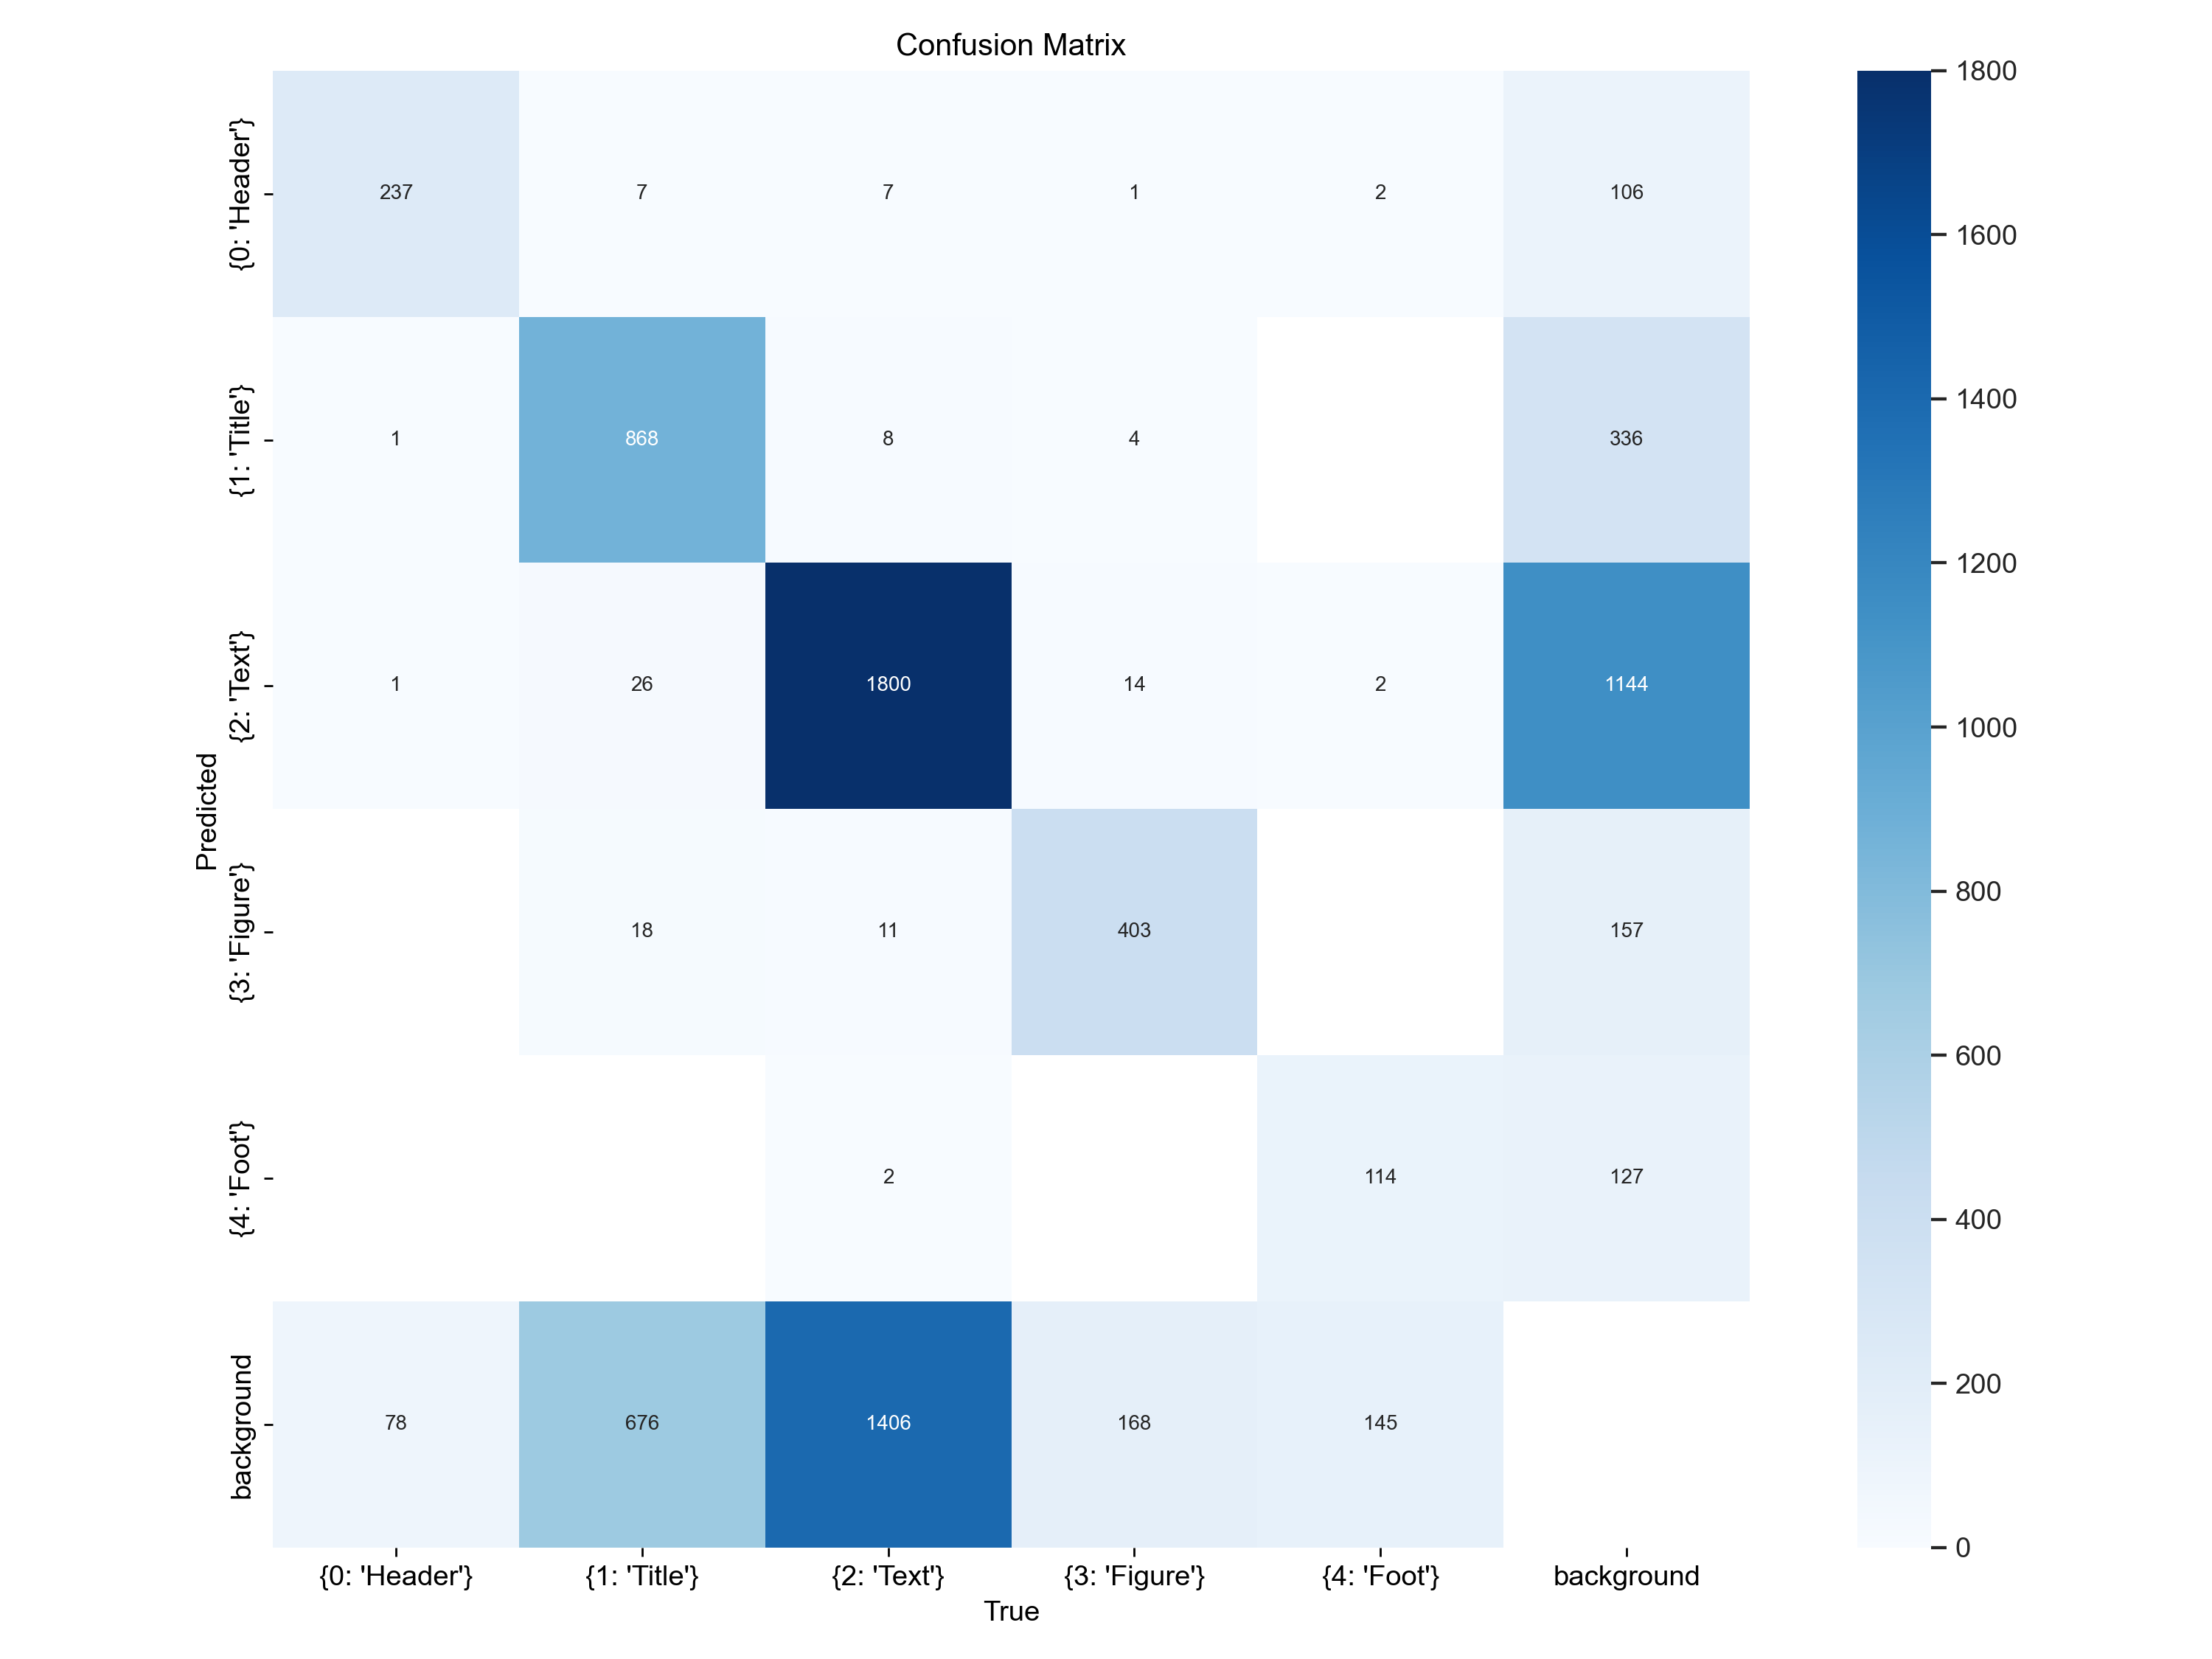 Confusion Matrix
{0: 'Header'} 237 7 7 1 2 106
{1: 'Title'} 1 868 8 4 336
{2: 'Text'} 1 26 1800 14 2 1144
{3: 'Figure'} 18 11 403 157
{4: 'Foot'} 2 114 127
background 78 676 1406 168 145
{0: 'Header'} {1: 'Title'} {2: 'Text'} {3: 'Figure'} {4: 'Foot'} background
True
Predicted
1800
1600
1400
1200
1000
800
600
400
200
0